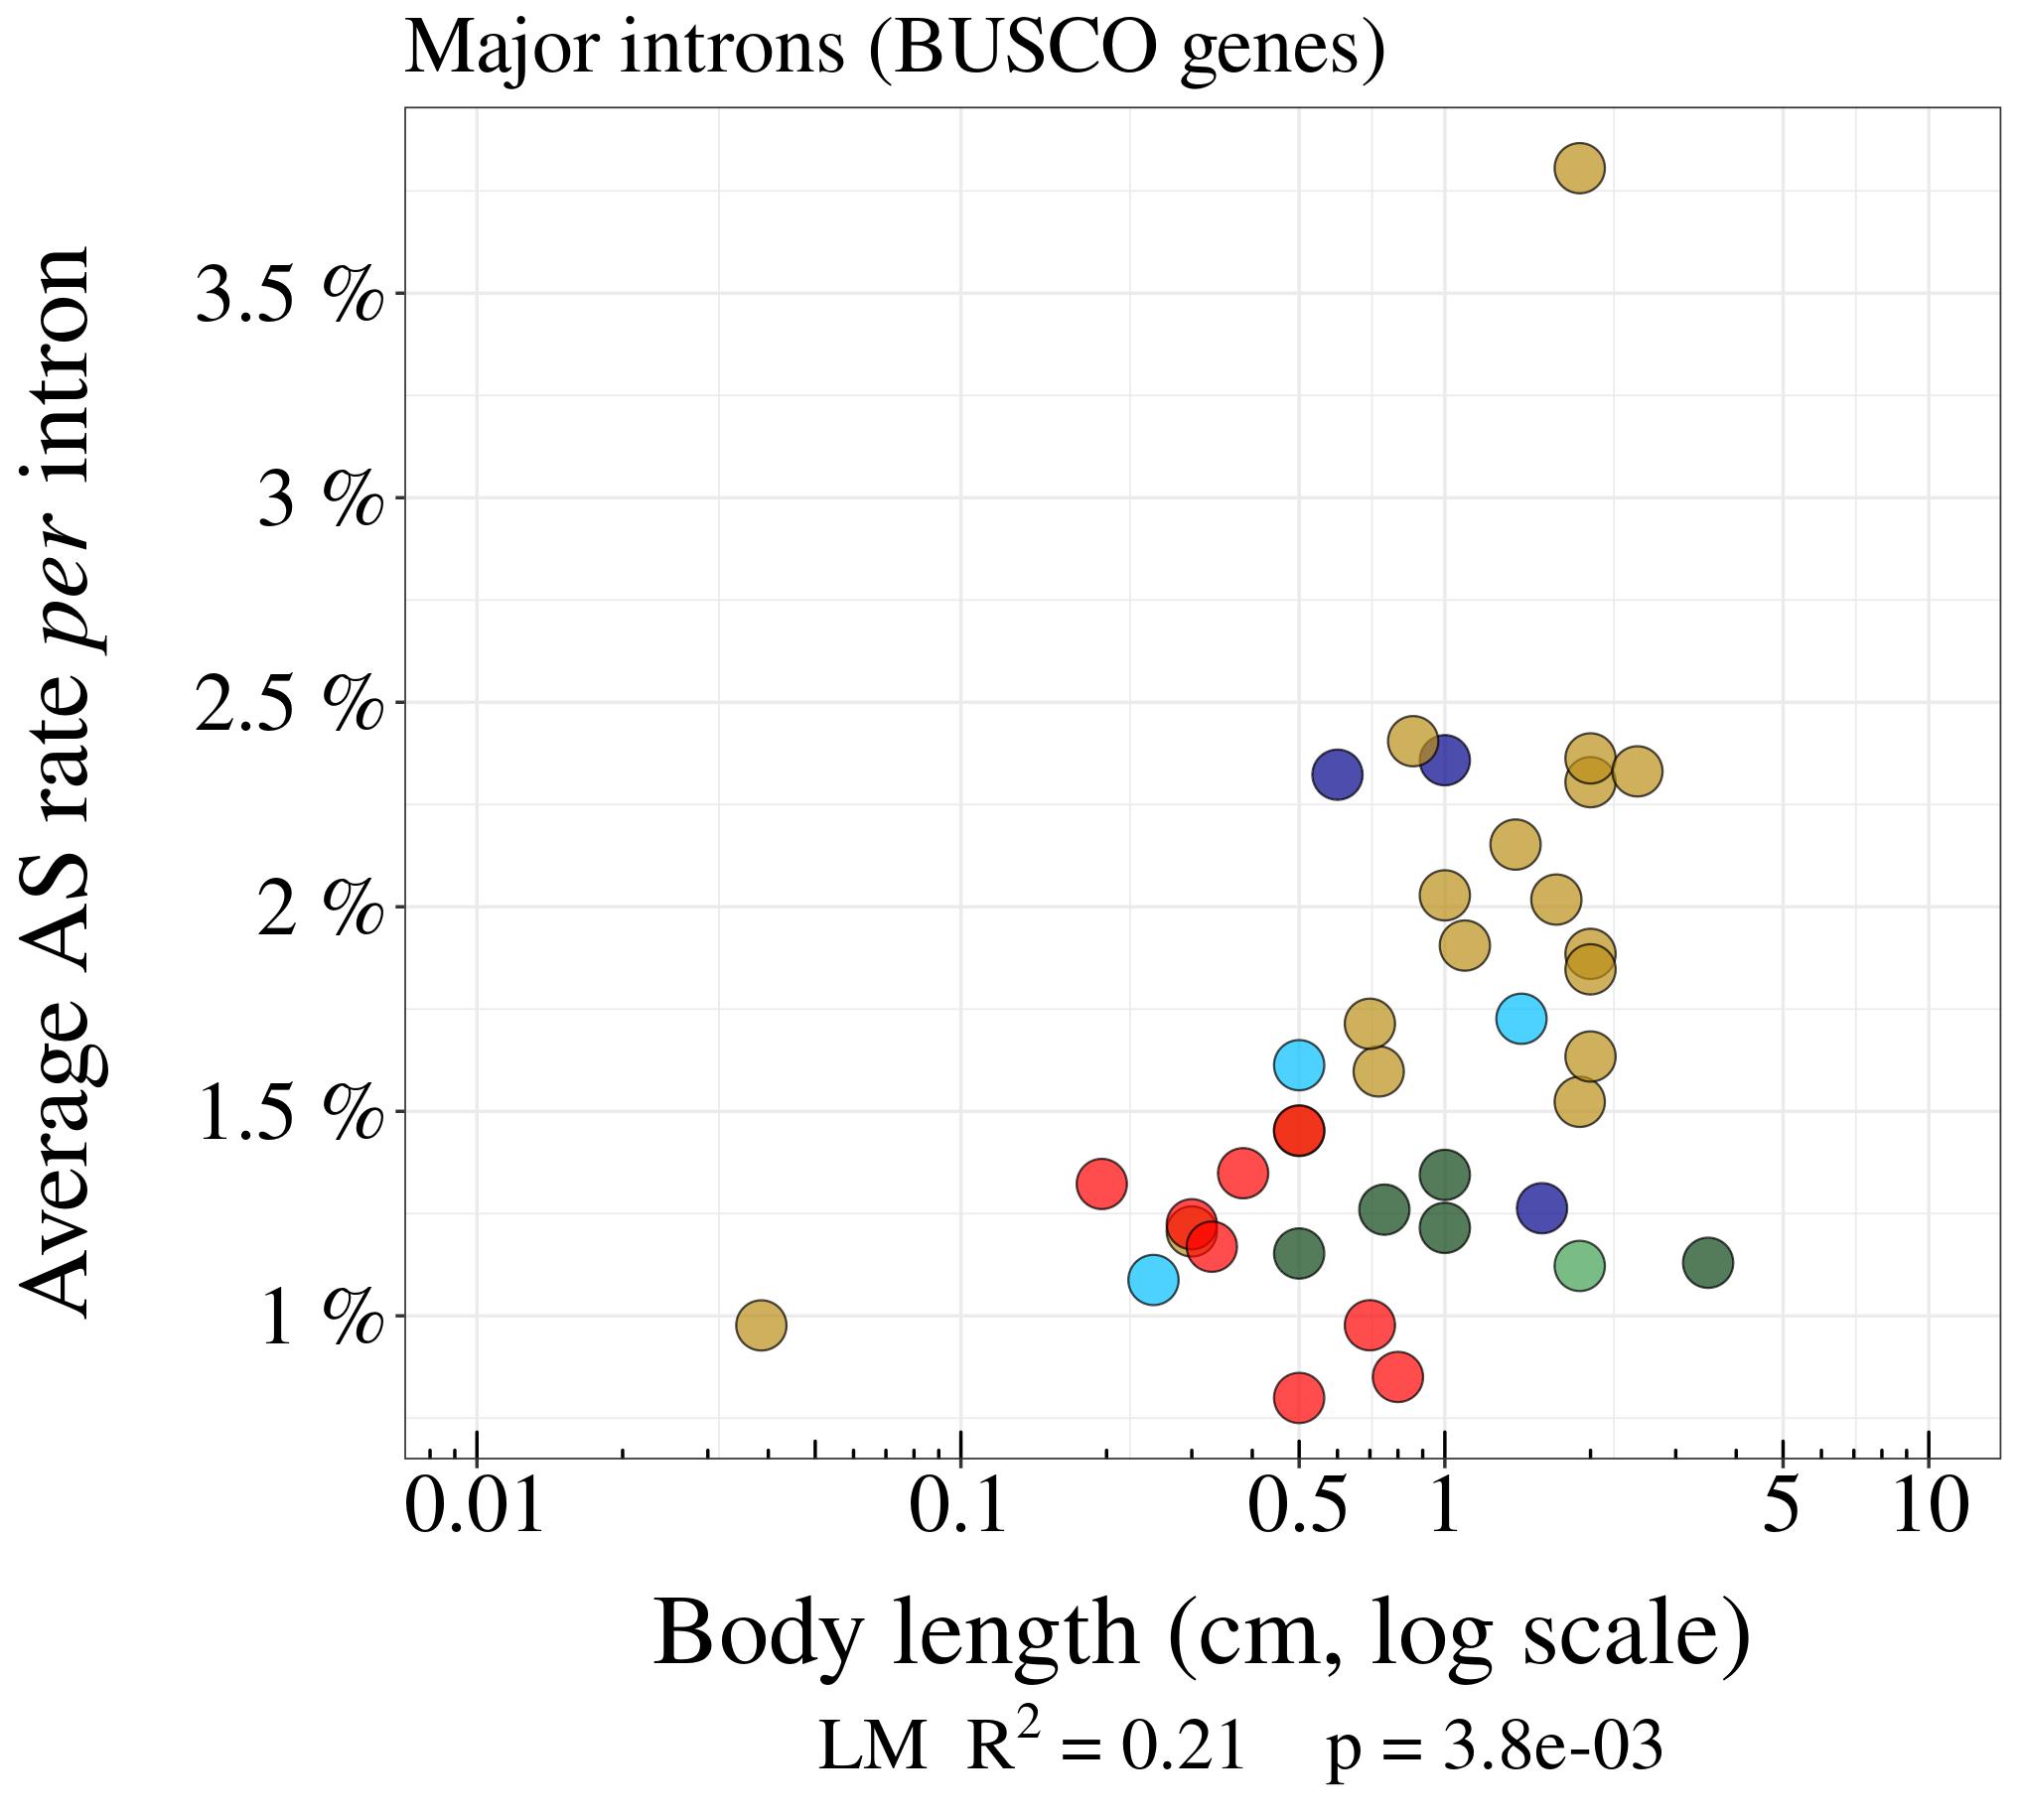 Major introns (BUSCO genes)
Average AS rate per intron
3.5 %
3 %
2.5 %
2 %
1.5 %
1 %
0.01 0.1 0.5 1 5 10
Body length (cm, log scale)
LM R² = 0.21 p = 3.8e-03